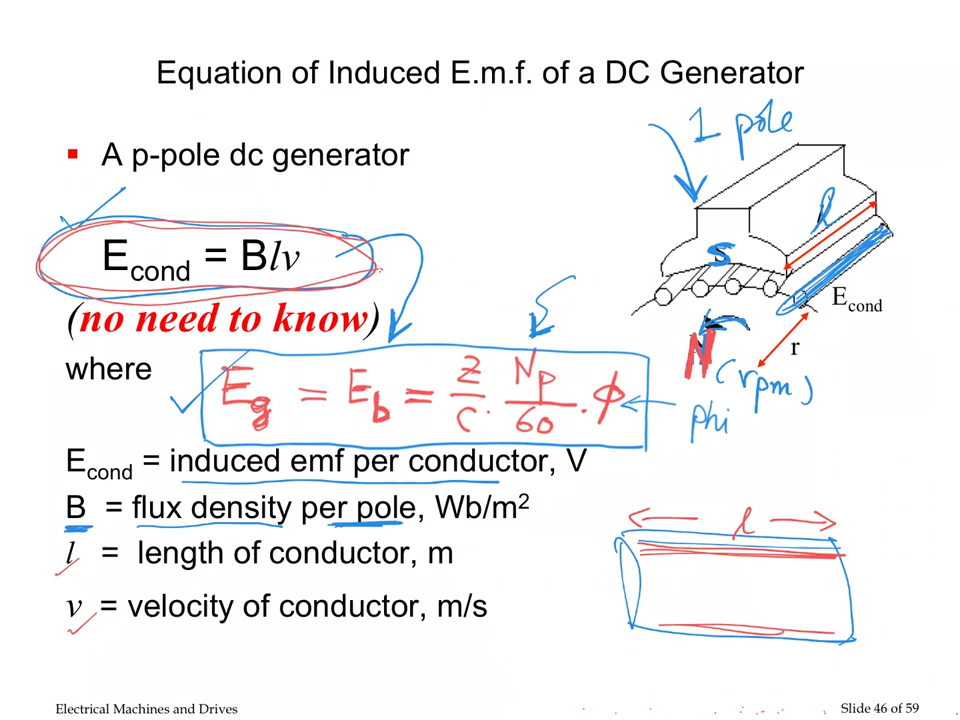 Equation of Induced E.m.f. of a DC Generator
1 pole
▪ A p-pole dc generator
l
S
E_cond = Blv
E_cond
(no need to know)
N
r
(rpm)
where
E_g = E_b = Z/C . Np/60 . ϕ
phi
E_cond = induced emf per conductor, V
B = flux density per pole, Wb/m²
l
l = length of conductor, m
v = velocity of conductor, m/s
Electrical Machines and Drives
Slide 46 of 59